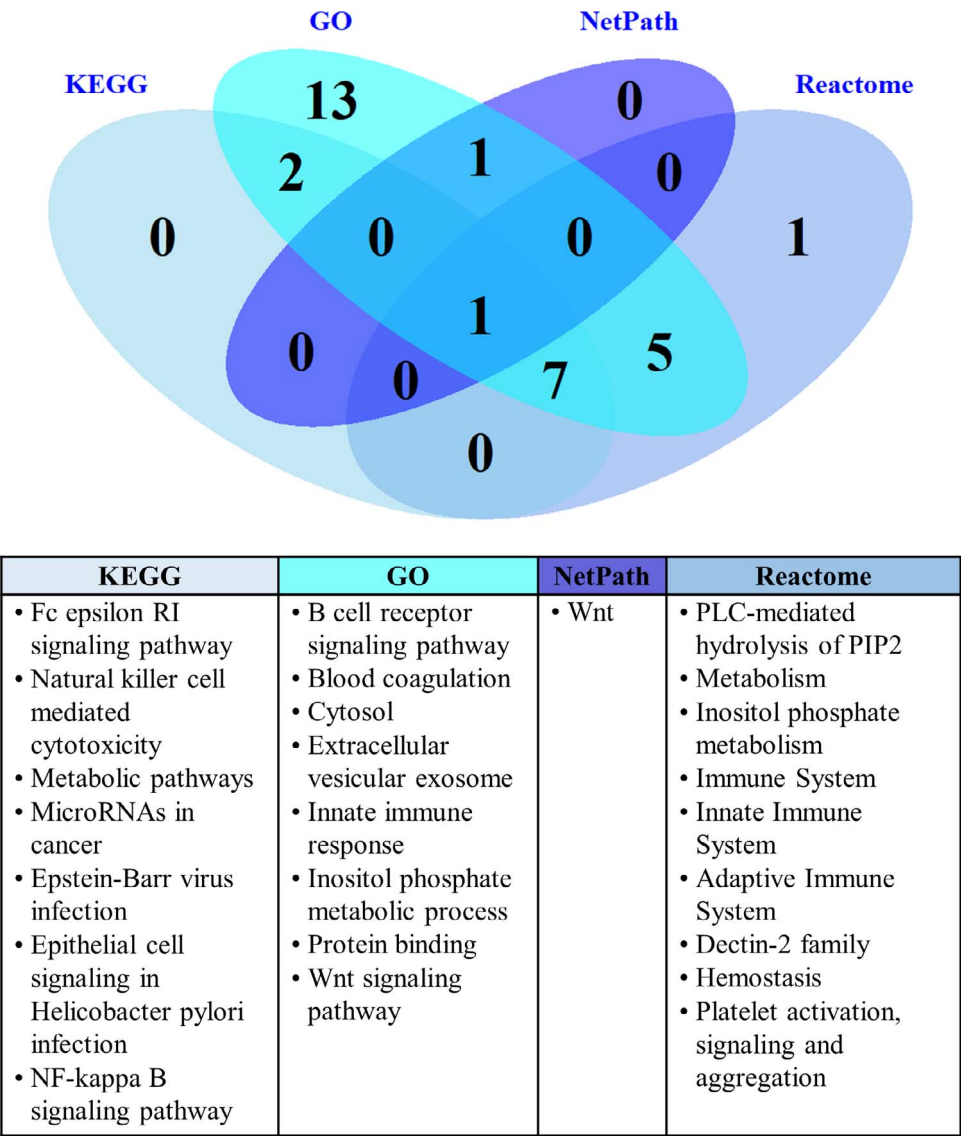 GO
NetPath
KEGG
Reactome
13
0
2
1
0
0
0
0
1
1
0
0
7
5
0
KEGG
GO
NetPath
Reactome
• Fc epsilon RI
signaling pathway
• Natural killer cell
mediated
cytotoxicity
• Metabolic pathways
• MicroRNAs in
cancer
• Epstein-Barr virus
infection
• Epithelial cell
signaling in
Helicobacter pylori
infection
• NF-kappa B
signaling pathway
• B cell receptor
signaling pathway
• Blood coagulation
• Cytosol
• Extracellular
vesicular exosome
• Innate immune
response
• Inositol phosphate
metabolic process
• Protein binding
• Wnt signaling
pathway
• Wnt
• PLC-mediated
hydrolysis of PIP2
• Metabolism
• Inositol phosphate
metabolism
• Immune System
• Innate Immune
System
• Adaptive Immune
System
• Dectin-2 family
• Hemostasis
• Platelet activation,
signaling and
aggregation